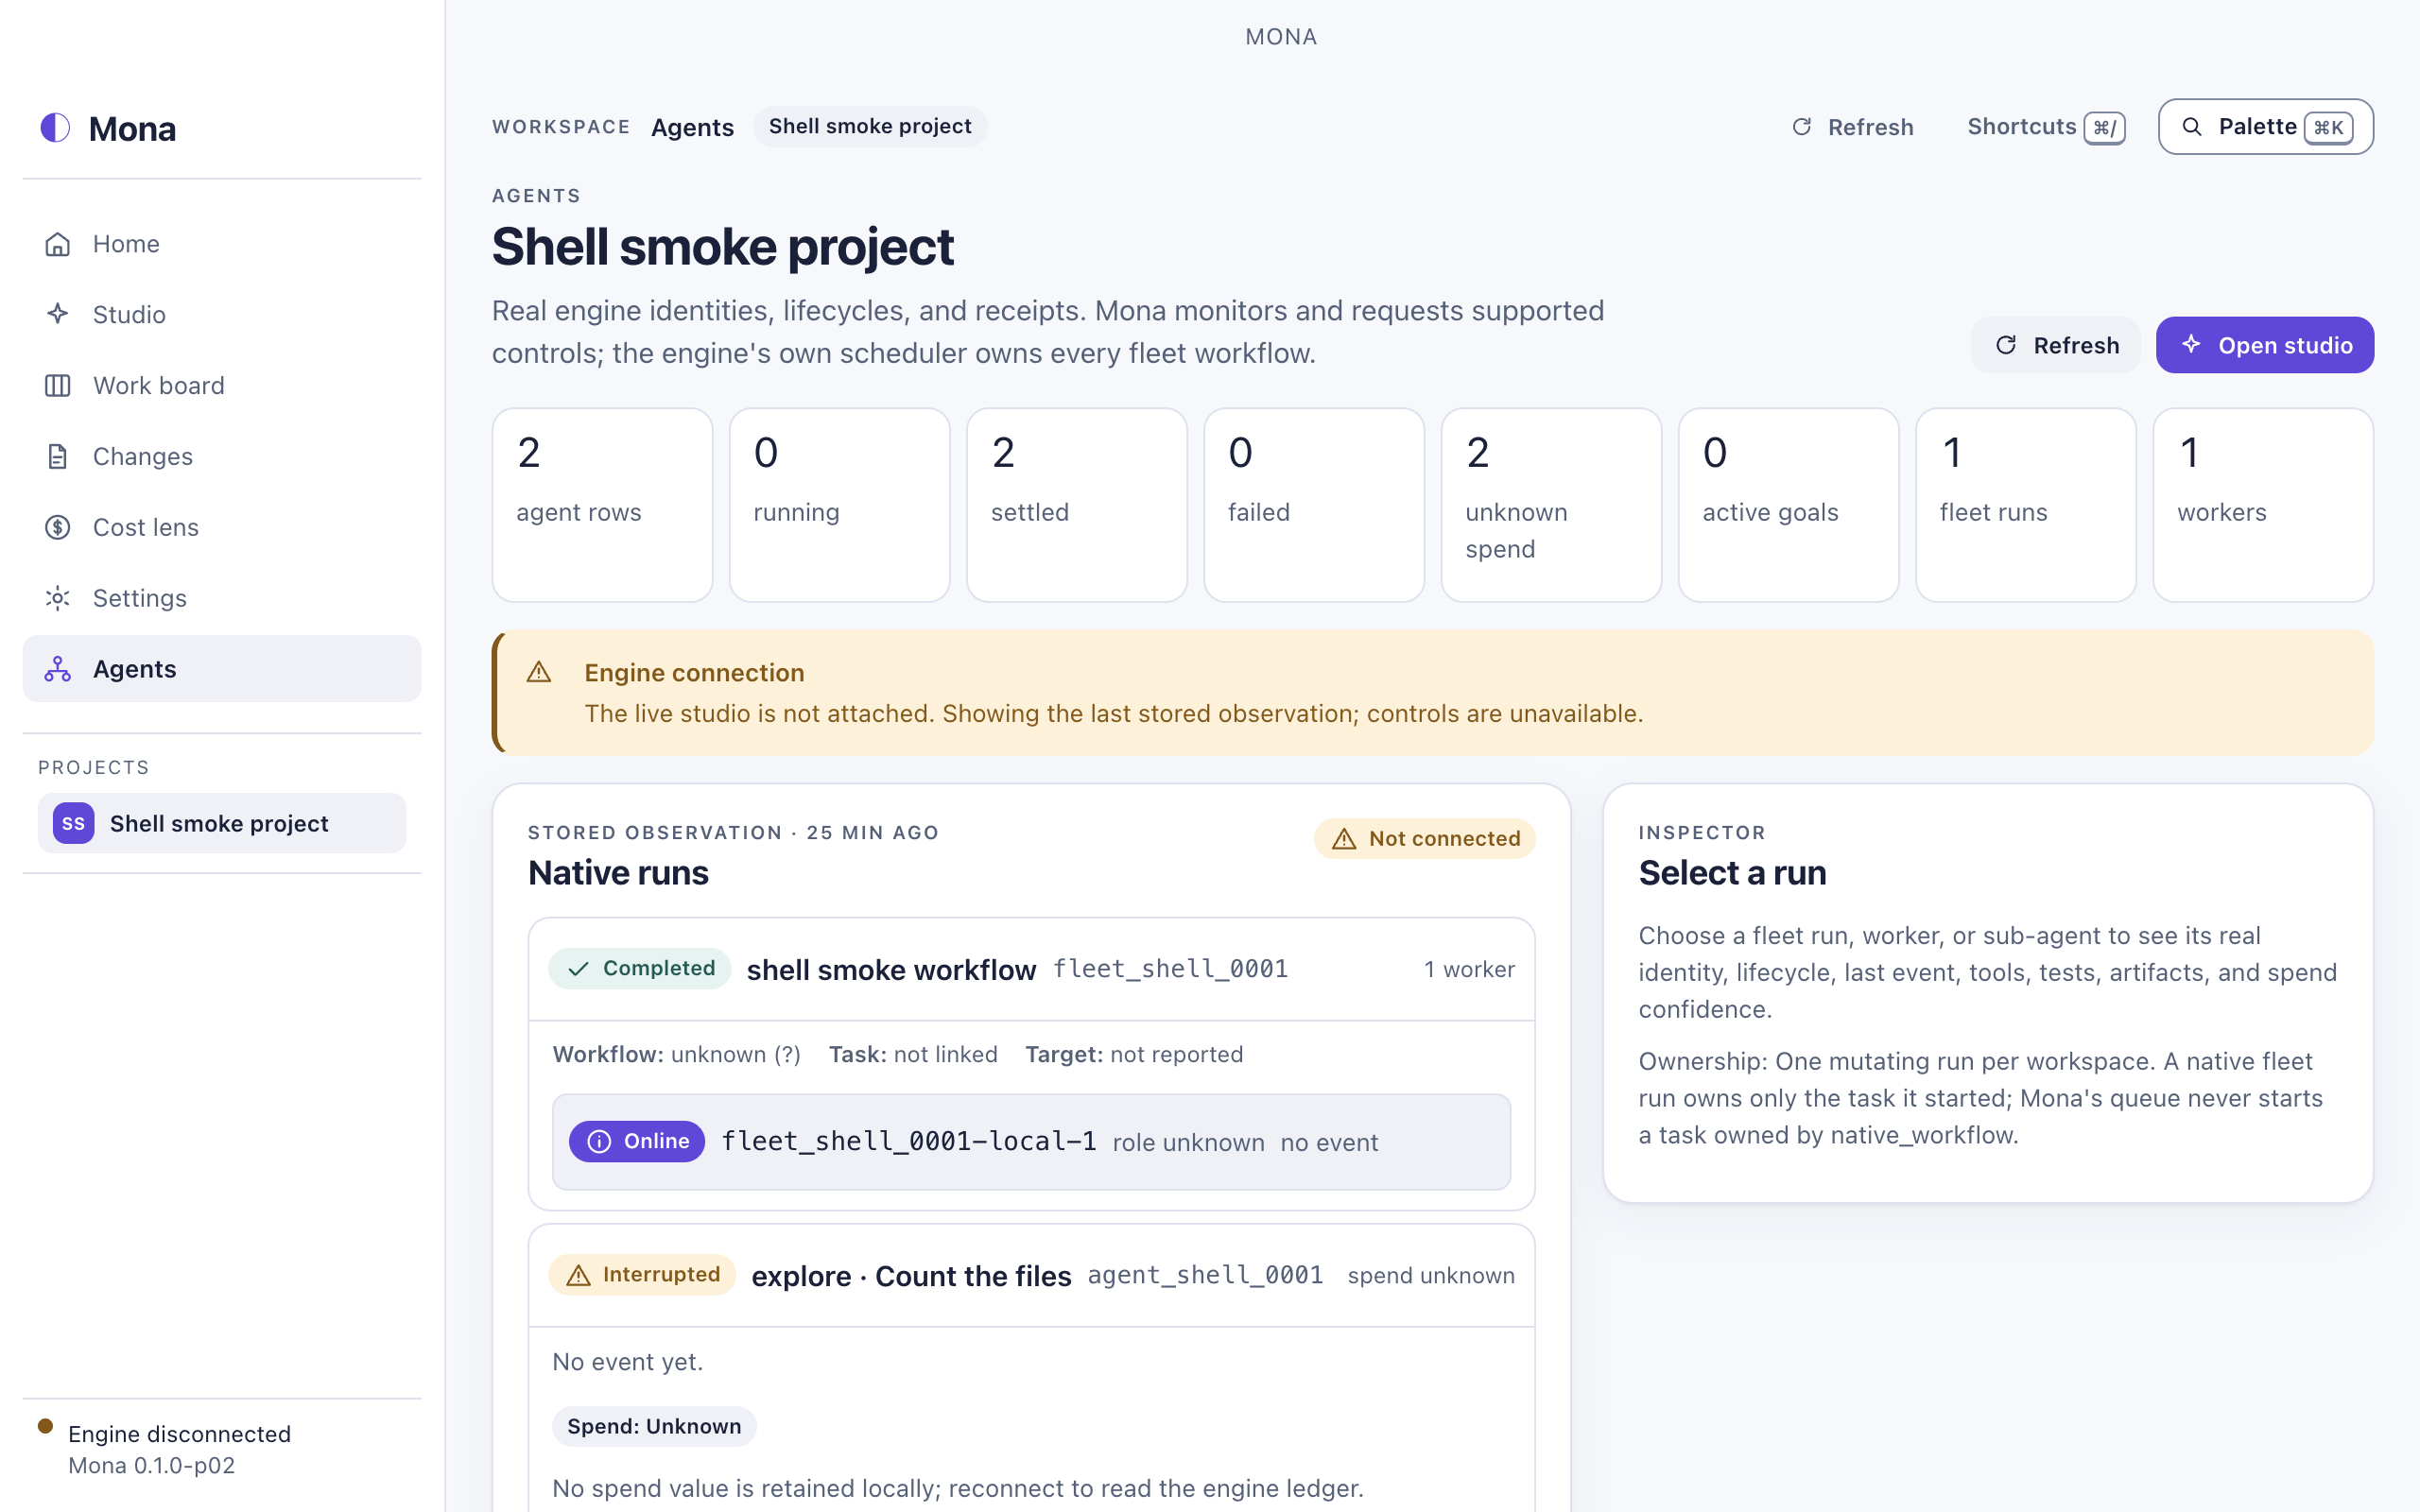 MONA
Mona
Home
Studio
Work board
Changes
Cost lens
Settings
Agents
PROJECTS
SS Shell smoke project
Engine disconnected
Mona 0.1.0-p02
WORKSPACE Agents Shell smoke project
Refresh Shortcuts ⌘/ Palette ⌘K
AGENTS
Shell smoke project
Real engine identities, lifecycles, and receipts. Mona monitors and requests supported
controls; the engine's own scheduler owns every fleet workflow.
Refresh Open studio
2 agent rows
0 running
2 settled
0 failed
2 unknown
spend
0 active goals
1 fleet runs
1 workers
Engine connection
The live studio is not attached. Showing the last stored observation; controls are unavailable.
STORED OBSERVATION · 25 MIN AGO
Native runs
Not connected
Completed shell smoke workflow fleet_shell_0001 1 worker
Workflow: unknown (?) Task: not linked Target: not reported
Online fleet_shell_0001-local-1 role unknown no event
Interrupted explore · Count the files agent_shell_0001 spend unknown
No event yet.
Spend: Unknown
No spend value is retained locally; reconnect to read the engine ledger.
INSPECTOR
Select a run
Choose a fleet run, worker, or sub-agent to see its real
identity, lifecycle, last event, tools, tests, artifacts, and spend
confidence.
Ownership: One mutating run per workspace. A native fleet
run owns only the task it started; Mona's queue never starts
a task owned by native_workflow.